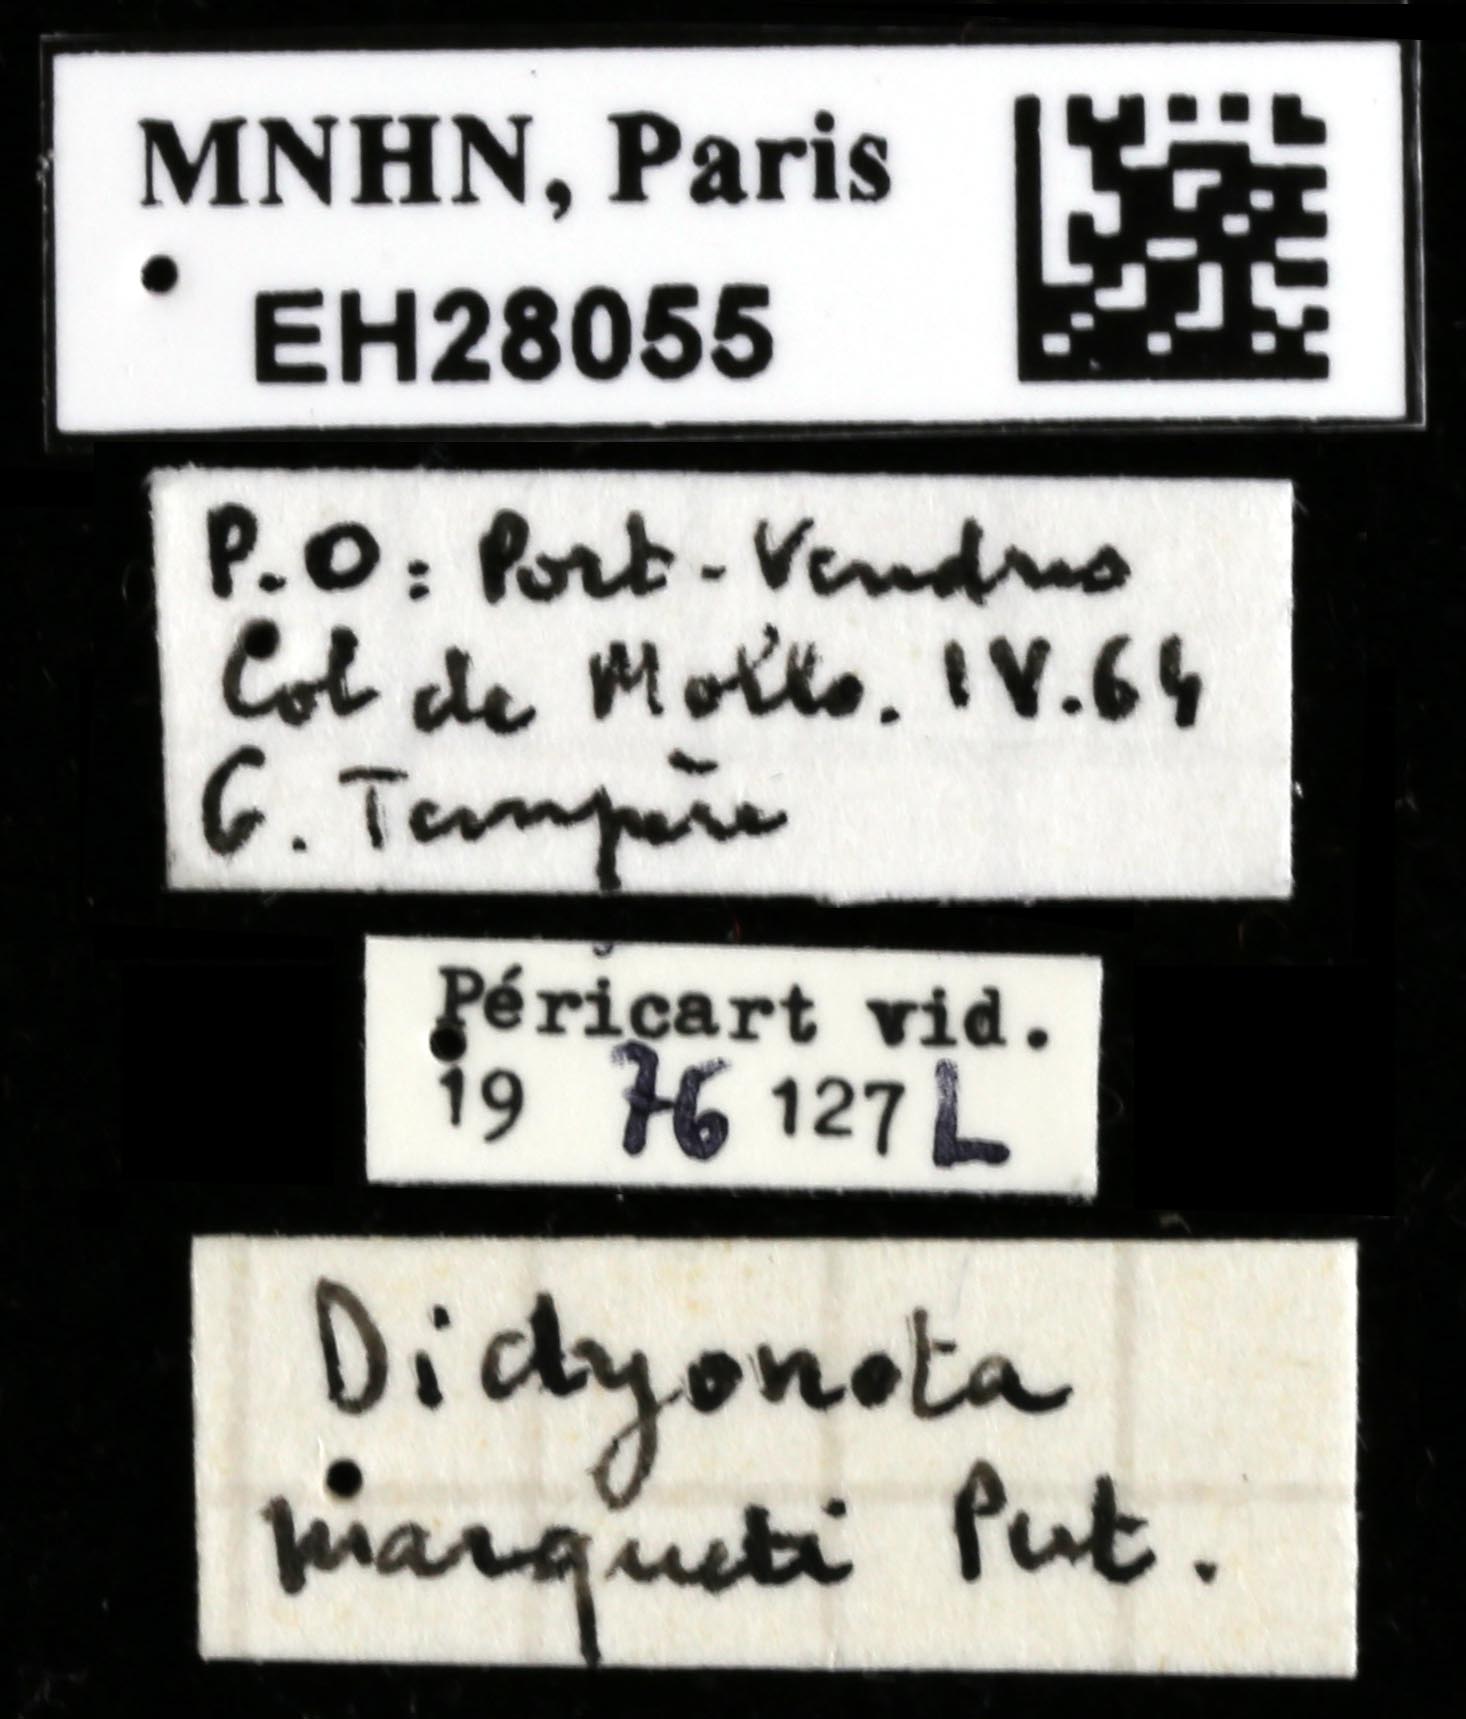 MNHN, Paris
EH28055
P.O: Port-Vendres
Col de Mollo. IV.64
G. Tempère
Péricart vid.
19 76 127 L
Dictyonota
marqueti Put.